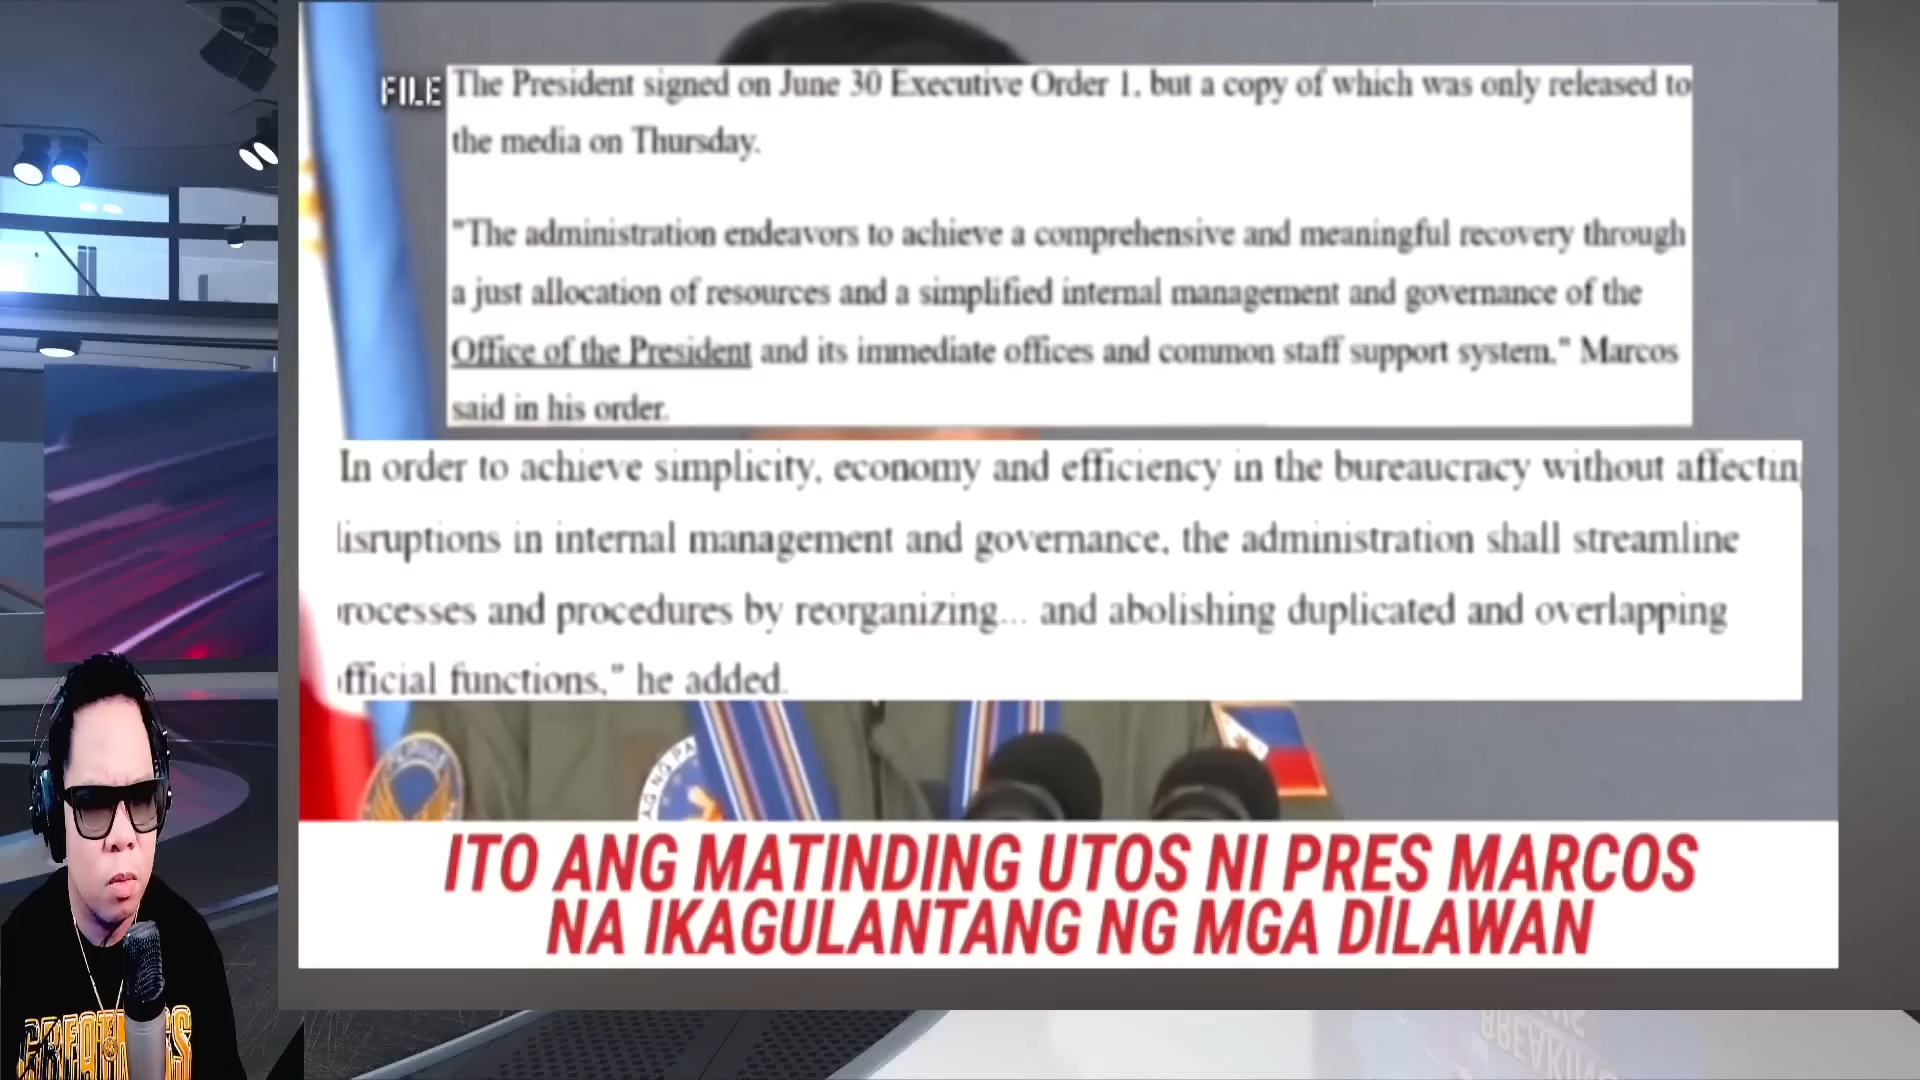 FILE
The President signed on June 30 Executive Order 1, but a copy of which was only released to
the media on Thursday.
"The administration endeavors to achieve a comprehensive and meaningful recovery through
a just allocation of resources and a simplified internal management and governance of the
Office of the President and its immediate offices and common staff support system," Marcos
said in his order.
In order to achieve simplicity, economy and efficiency in the bureaucracy without affectin
isruptions in internal management and governance, the administration shall streamline
rocesses and procedures by reorganizing... and abolishing duplicated and overlapping
fficial functions," he added.
AG NG PA
ITO ANG MATINDING UTOS NI PRES MARCOS
NA IKAGULANTANG NG MGA DILAWAN
BREAKING